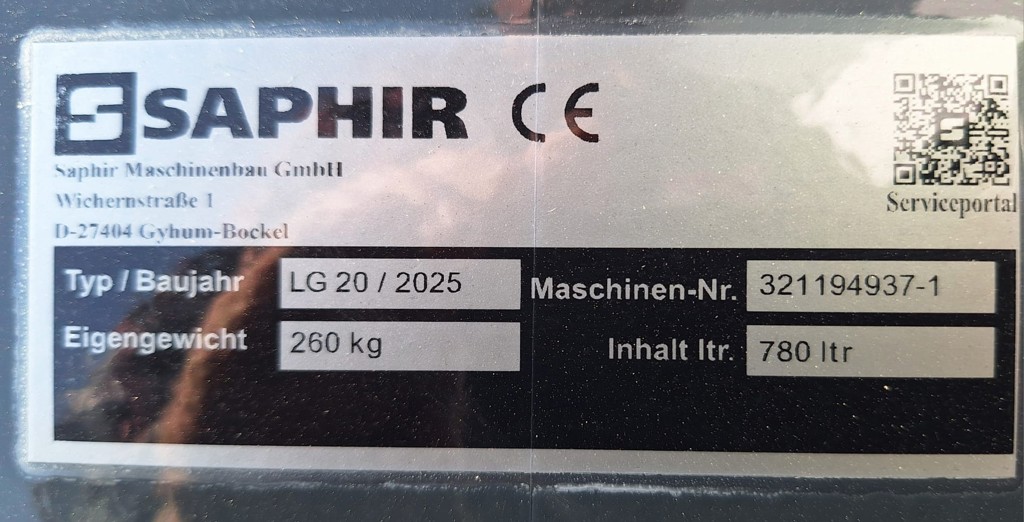 SAPHIR CE
Saphir Maschinenbau GmbH
Wichernstraße 1
D-27404 Gyhum-Bockel
Serviceportal
Typ / Baujahr LG 20 / 2025 Maschinen-Nr. 321194937-1
Eigengewicht 260 kg Inhalt ltr. 780 ltr